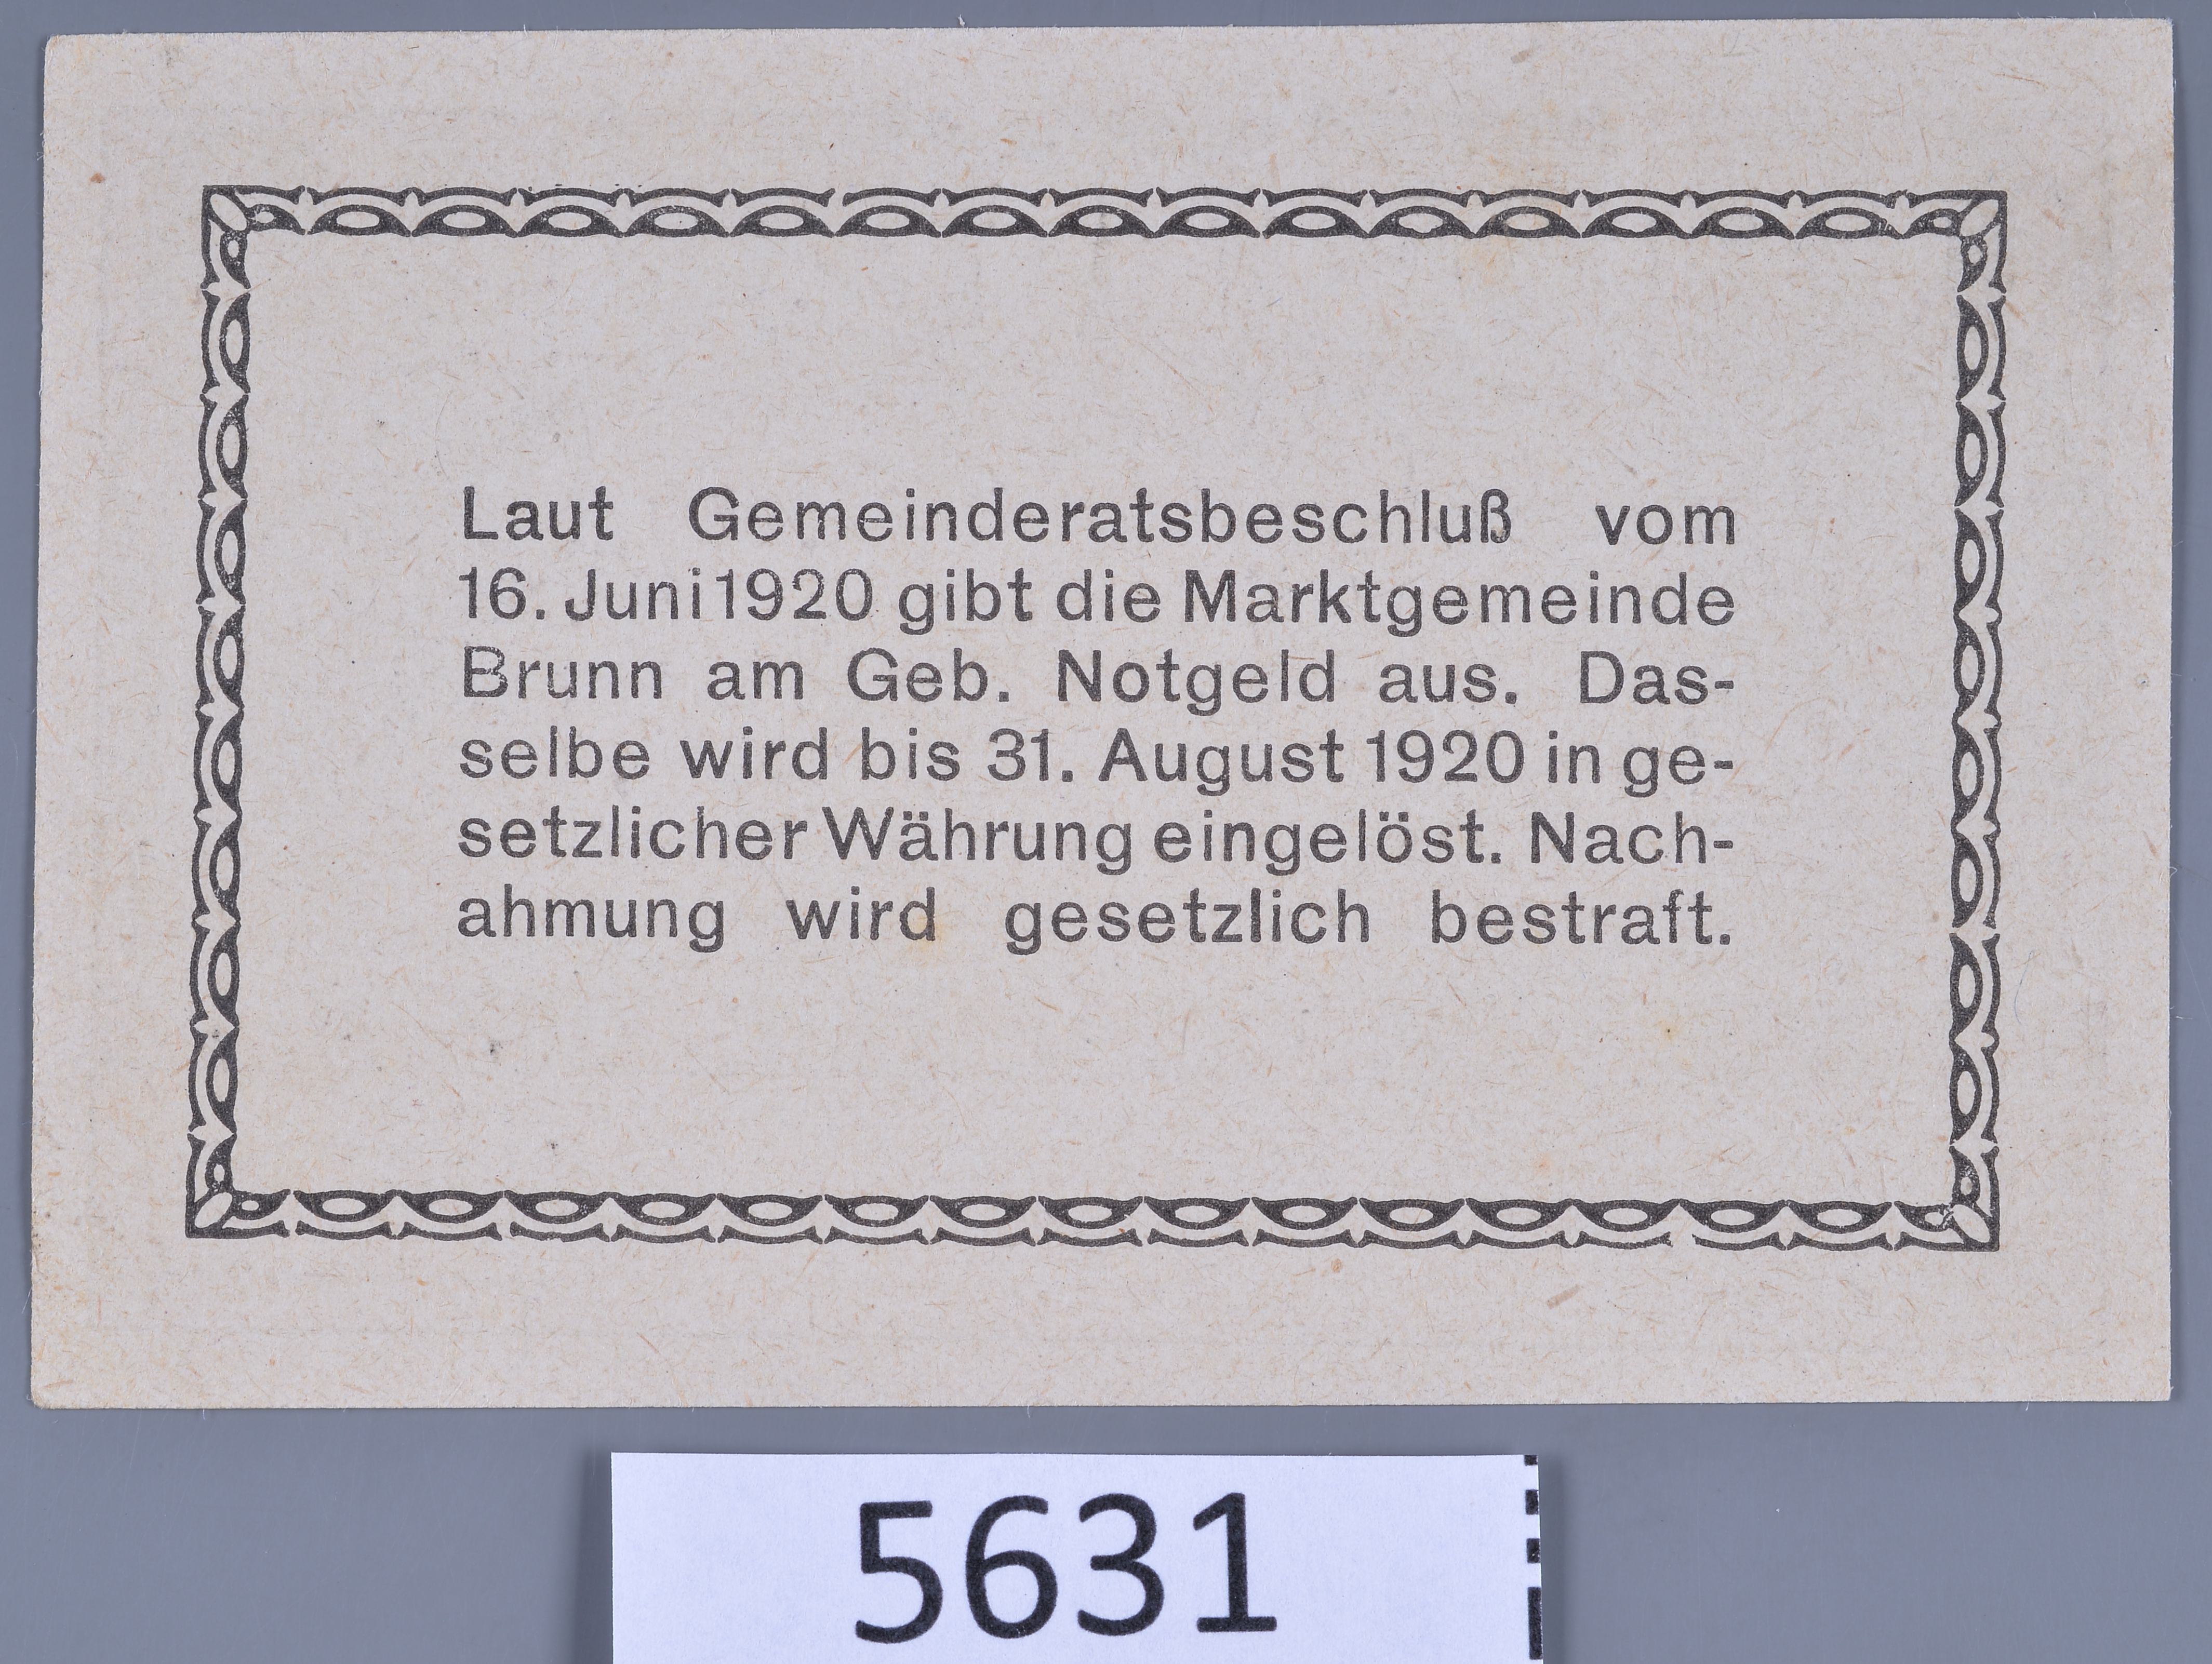 Laut Gemeinderatsbeschluß vom
16. Juni 1920 gibt die Marktgemeinde
Brunn am Geb. Notgeld aus. Das-
selbe wird bis 31. August 1920 in ge-
setzlicher Währung eingelöst. Nach-
ahmung wird gesetzlich bestraft.
5631